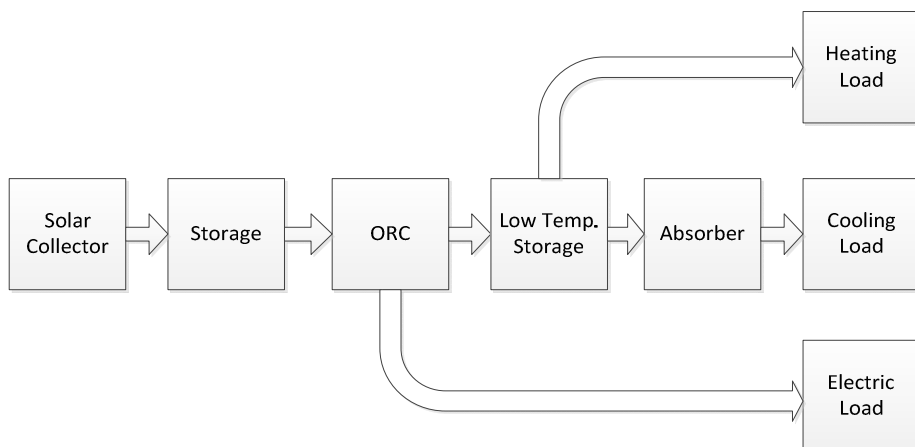 Heating
Load
Solar
Collector
Storage
ORC
Low Temp.
Storage
Absorber
Cooling
Load
Electric
Load